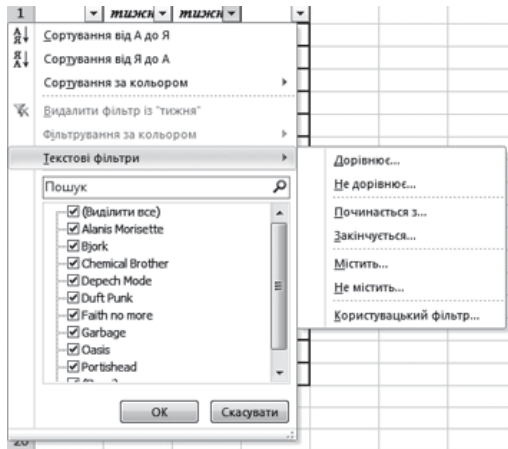 1 тижн тижн
Сортування від А до Я
Сортування від Я до А
Сортування за кольором
Видалити фільтр із "тижня"
Фільтрування за кольором
Текстові фільтри
Пошук
(Виділити все)
Alanis Morisette
Bjork
Chemical Brother
Depech Mode
Duft Punk
Faith no more
Garbage
Oasis
Portishead
ОК Скасувати
Дорівнює...
Не дорівнює...
Починається з...
Закінчується...
Містить...
Не містить...
Користувацький фільтр...
20